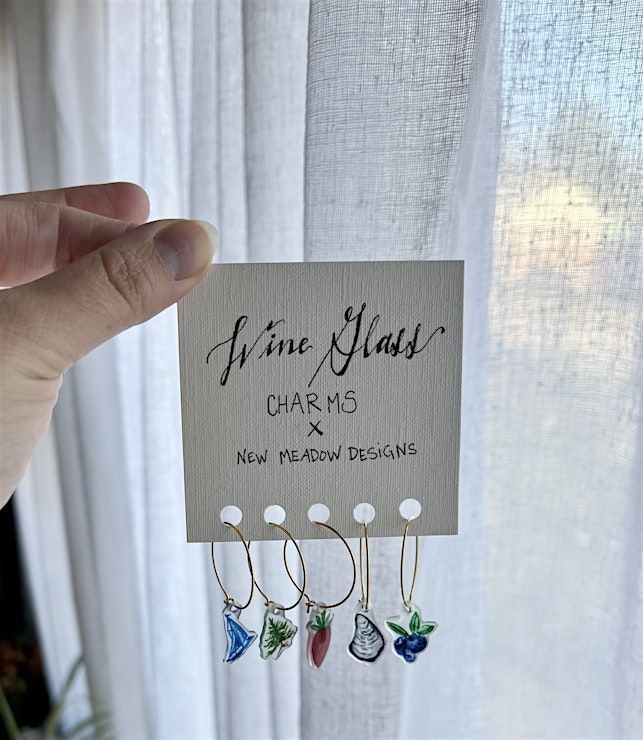 Wine Glass
CHARMS
X
NEW MEADOW DESIGNS